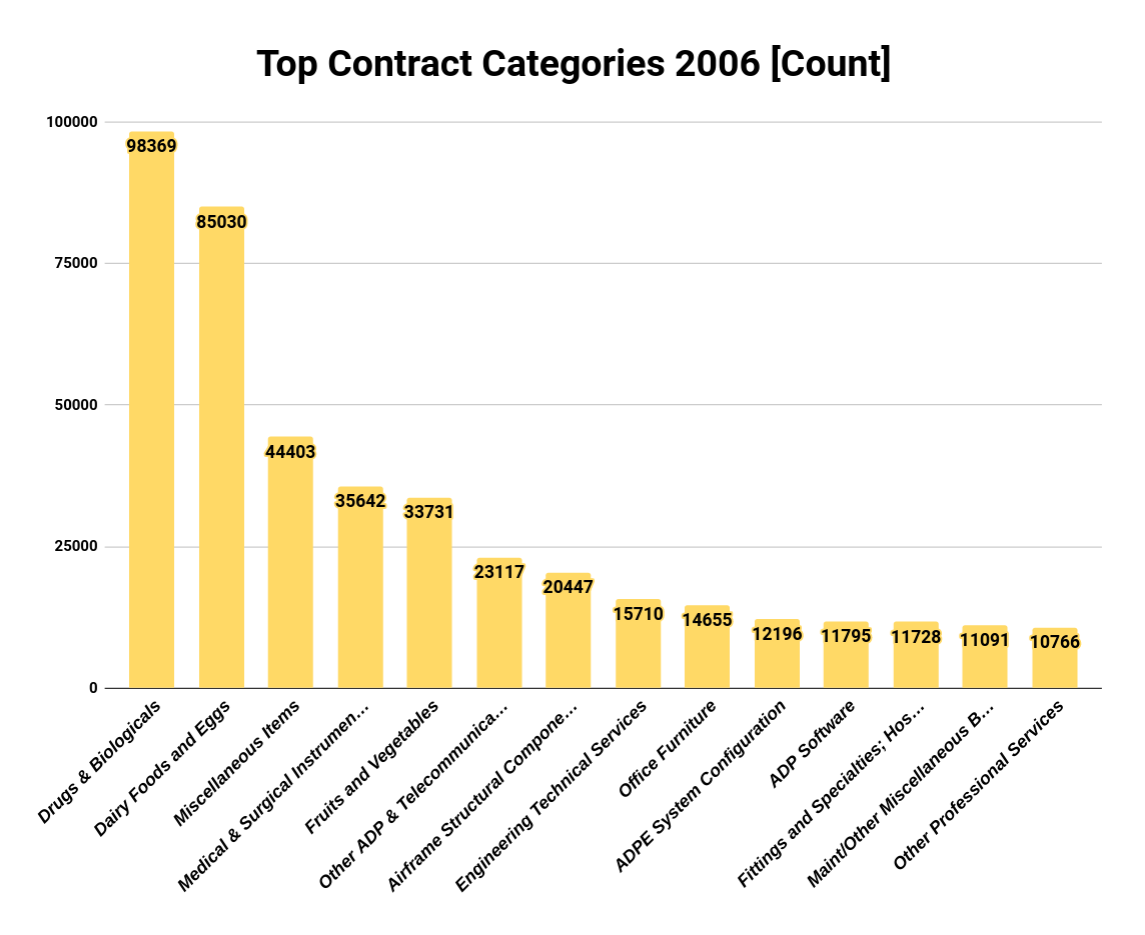 Top Contract Categories 2006 [Count]
100000
75000
50000
25000
0
98369
85030
44403
35642
33731
23117
20447
15710
14655
12196
11795
11728
11091
10766
Drugs & Biologicals
Dairy Foods and Eggs
Miscellaneous Items
Medical & Surgical Instrumen...
Fruits and Vegetables
Other ADP & Telecommunica...
Airframe Structural Compone...
Engineering Technical Services
Office Furniture
ADPE System Configuration
ADP Software
Fittings and Specialties; Hos...
Maint/Other Miscellaneous B...
Other Professional Services